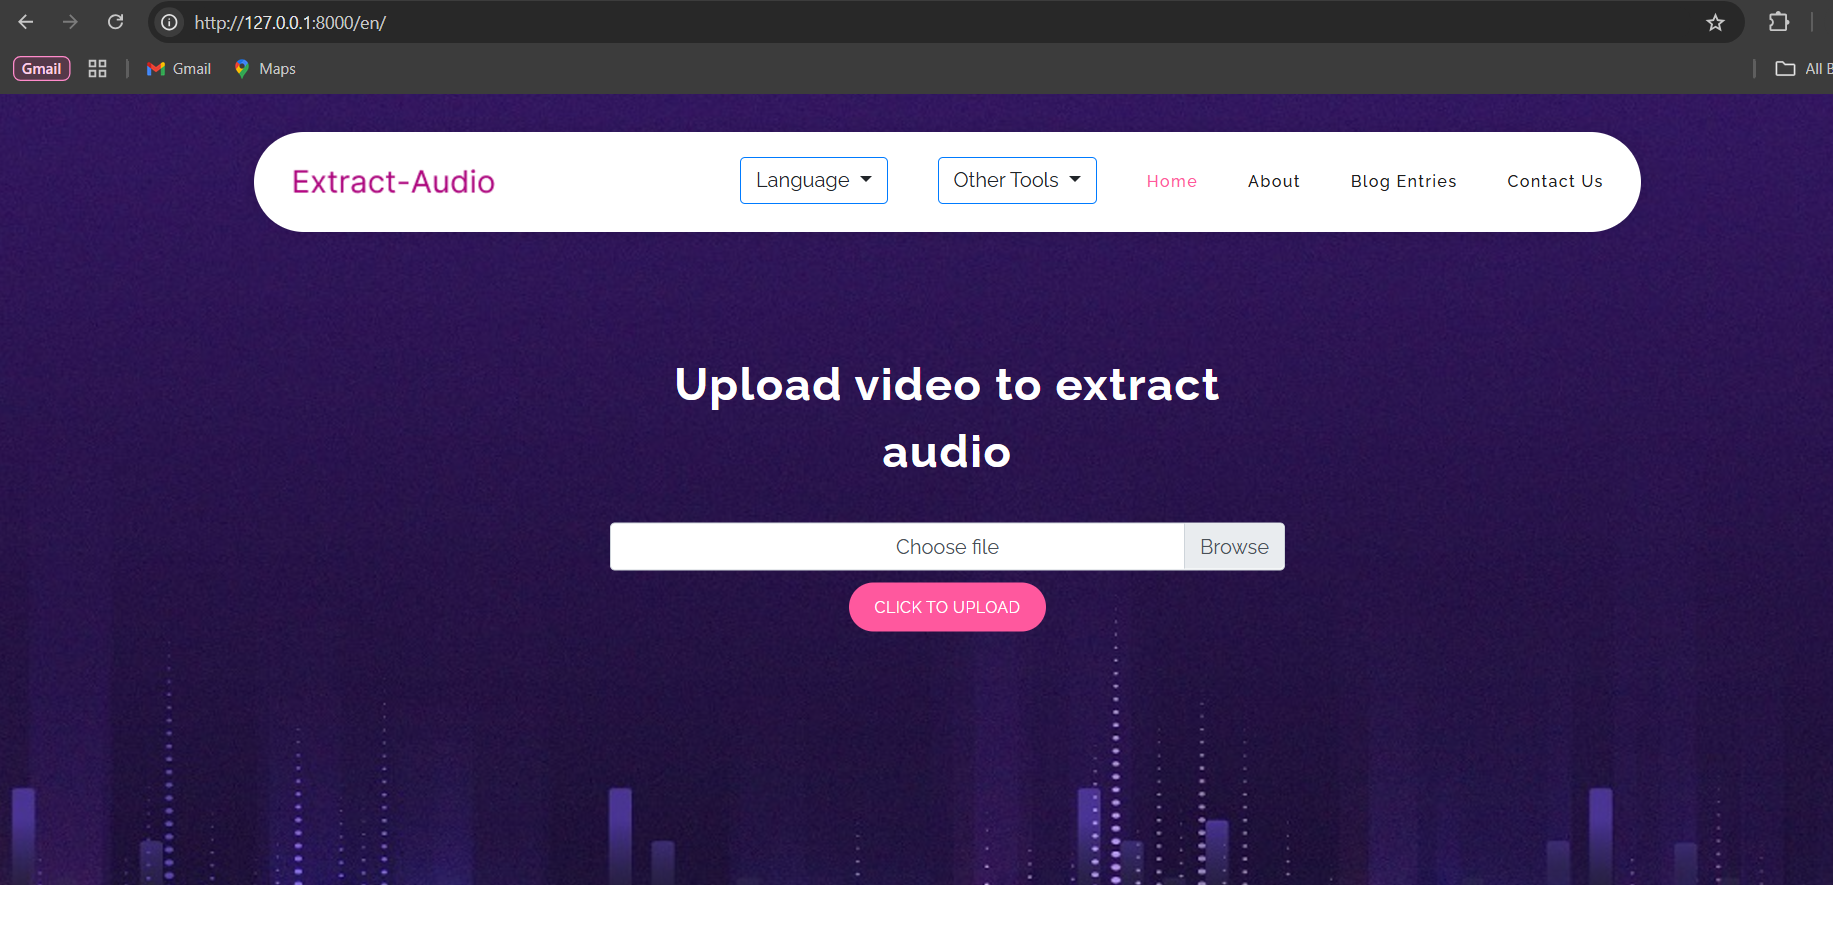 http://127.0.0.1:8000/en/
Gmail Gmail Maps All B
Extract-Audio Language Other Tools Home About Blog Entries Contact Us
Upload video to extract
audio
Choose file Browse
CLICK TO UPLOAD